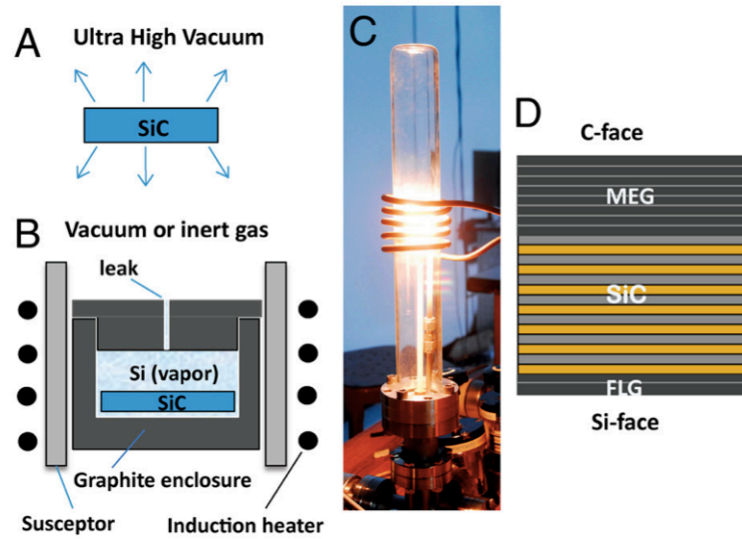 A
Ultra High Vacuum
SiC
B
Vacuum or inert gas
leak
Si (vapor)
SiC
Graphite enclosure
Susceptor
Induction heater
C
D
C-face
MEG
SiC
FLG
Si-face